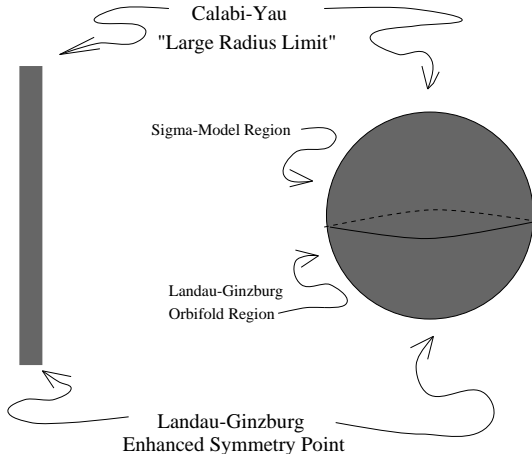 Calabi-Yau
"Large Radius Limit"
Sigma-Model Region
Landau-Ginzburg
Orbifold Region
Landau-Ginzburg
Enhanced Symmetry Point